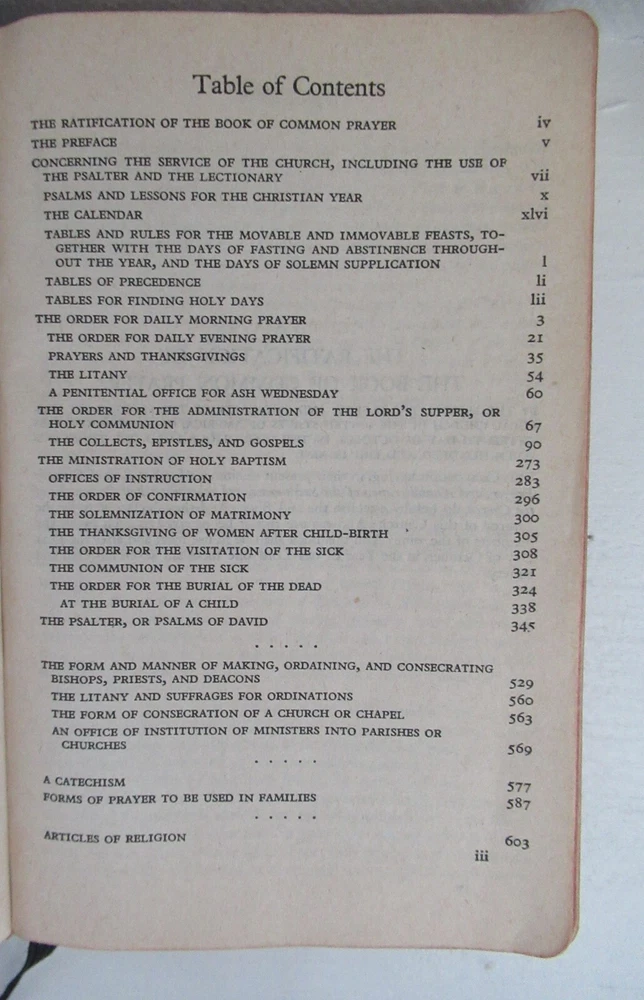 Table of Contents
THE RATIFICATION OF THE BOOK OF COMMON PRAYER iv
THE PREFACE v
CONCERNING THE SERVICE OF THE CHURCH, INCLUDING THE USE OF
THE PSALTER AND THE LECTIONARY vii
PSALMS AND LESSONS FOR THE CHRISTIAN YEAR x
THE CALENDAR xlvi
TABLES AND RULES FOR THE MOVABLE AND IMMOVABLE FEASTS, TO-
GETHER WITH THE DAYS OF FASTING AND ABSTINENCE THROUGH-
OUT THE YEAR, AND THE DAYS OF SOLEMN SUPPLICATION l
TABLES OF PRECEDENCE li
TABLES FOR FINDING HOLY DAYS lii
THE ORDER FOR DAILY MORNING PRAYER 3
THE ORDER FOR DAILY EVENING PRAYER 21
PRAYERS AND THANKSGIVINGS 35
THE LITANY 54
A PENITENTIAL OFFICE FOR ASH WEDNESDAY 60
THE ORDER FOR THE ADMINISTRATION OF THE LORD'S SUPPER, OR
HOLY COMMUNION 67
THE COLLECTS, EPISTLES, AND GOSPELS 90
THE MINISTRATION OF HOLY BAPTISM 273
OFFICES OF INSTRUCTION 283
THE ORDER OF CONFIRMATION 296
THE SOLEMNIZATION OF MATRIMONY 300
THE THANKSGIVING OF WOMEN AFTER CHILD-BIRTH 305
THE ORDER FOR THE VISITATION OF THE SICK 308
THE COMMUNION OF THE SICK 321
THE ORDER FOR THE BURIAL OF THE DEAD 324
AT THE BURIAL OF A CHILD 338
THE PSALTER, OR PSALMS OF DAVID 345
. . . . .
THE FORM AND MANNER OF MAKING, ORDAINING, AND CONSECRATING
BISHOPS, PRIESTS, AND DEACONS 529
THE LITANY AND SUFFRAGES FOR ORDINATIONS 560
THE FORM OF CONSECRATION OF A CHURCH OR CHAPEL 563
AN OFFICE OF INSTITUTION OF MINISTERS INTO PARISHES OR
CHURCHES 569
. . . . .
A CATECHISM 577
FORMS OF PRAYER TO BE USED IN FAMILIES 587
. . . . .
ARTICLES OF RELIGION 603
iii